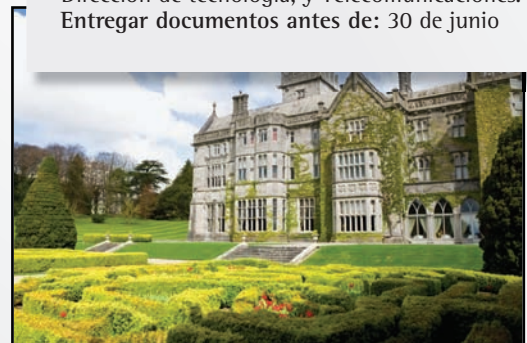 Dirección de tecnología, y Telecomunicaciones.
Entregar documentos antes de: 30 de junio